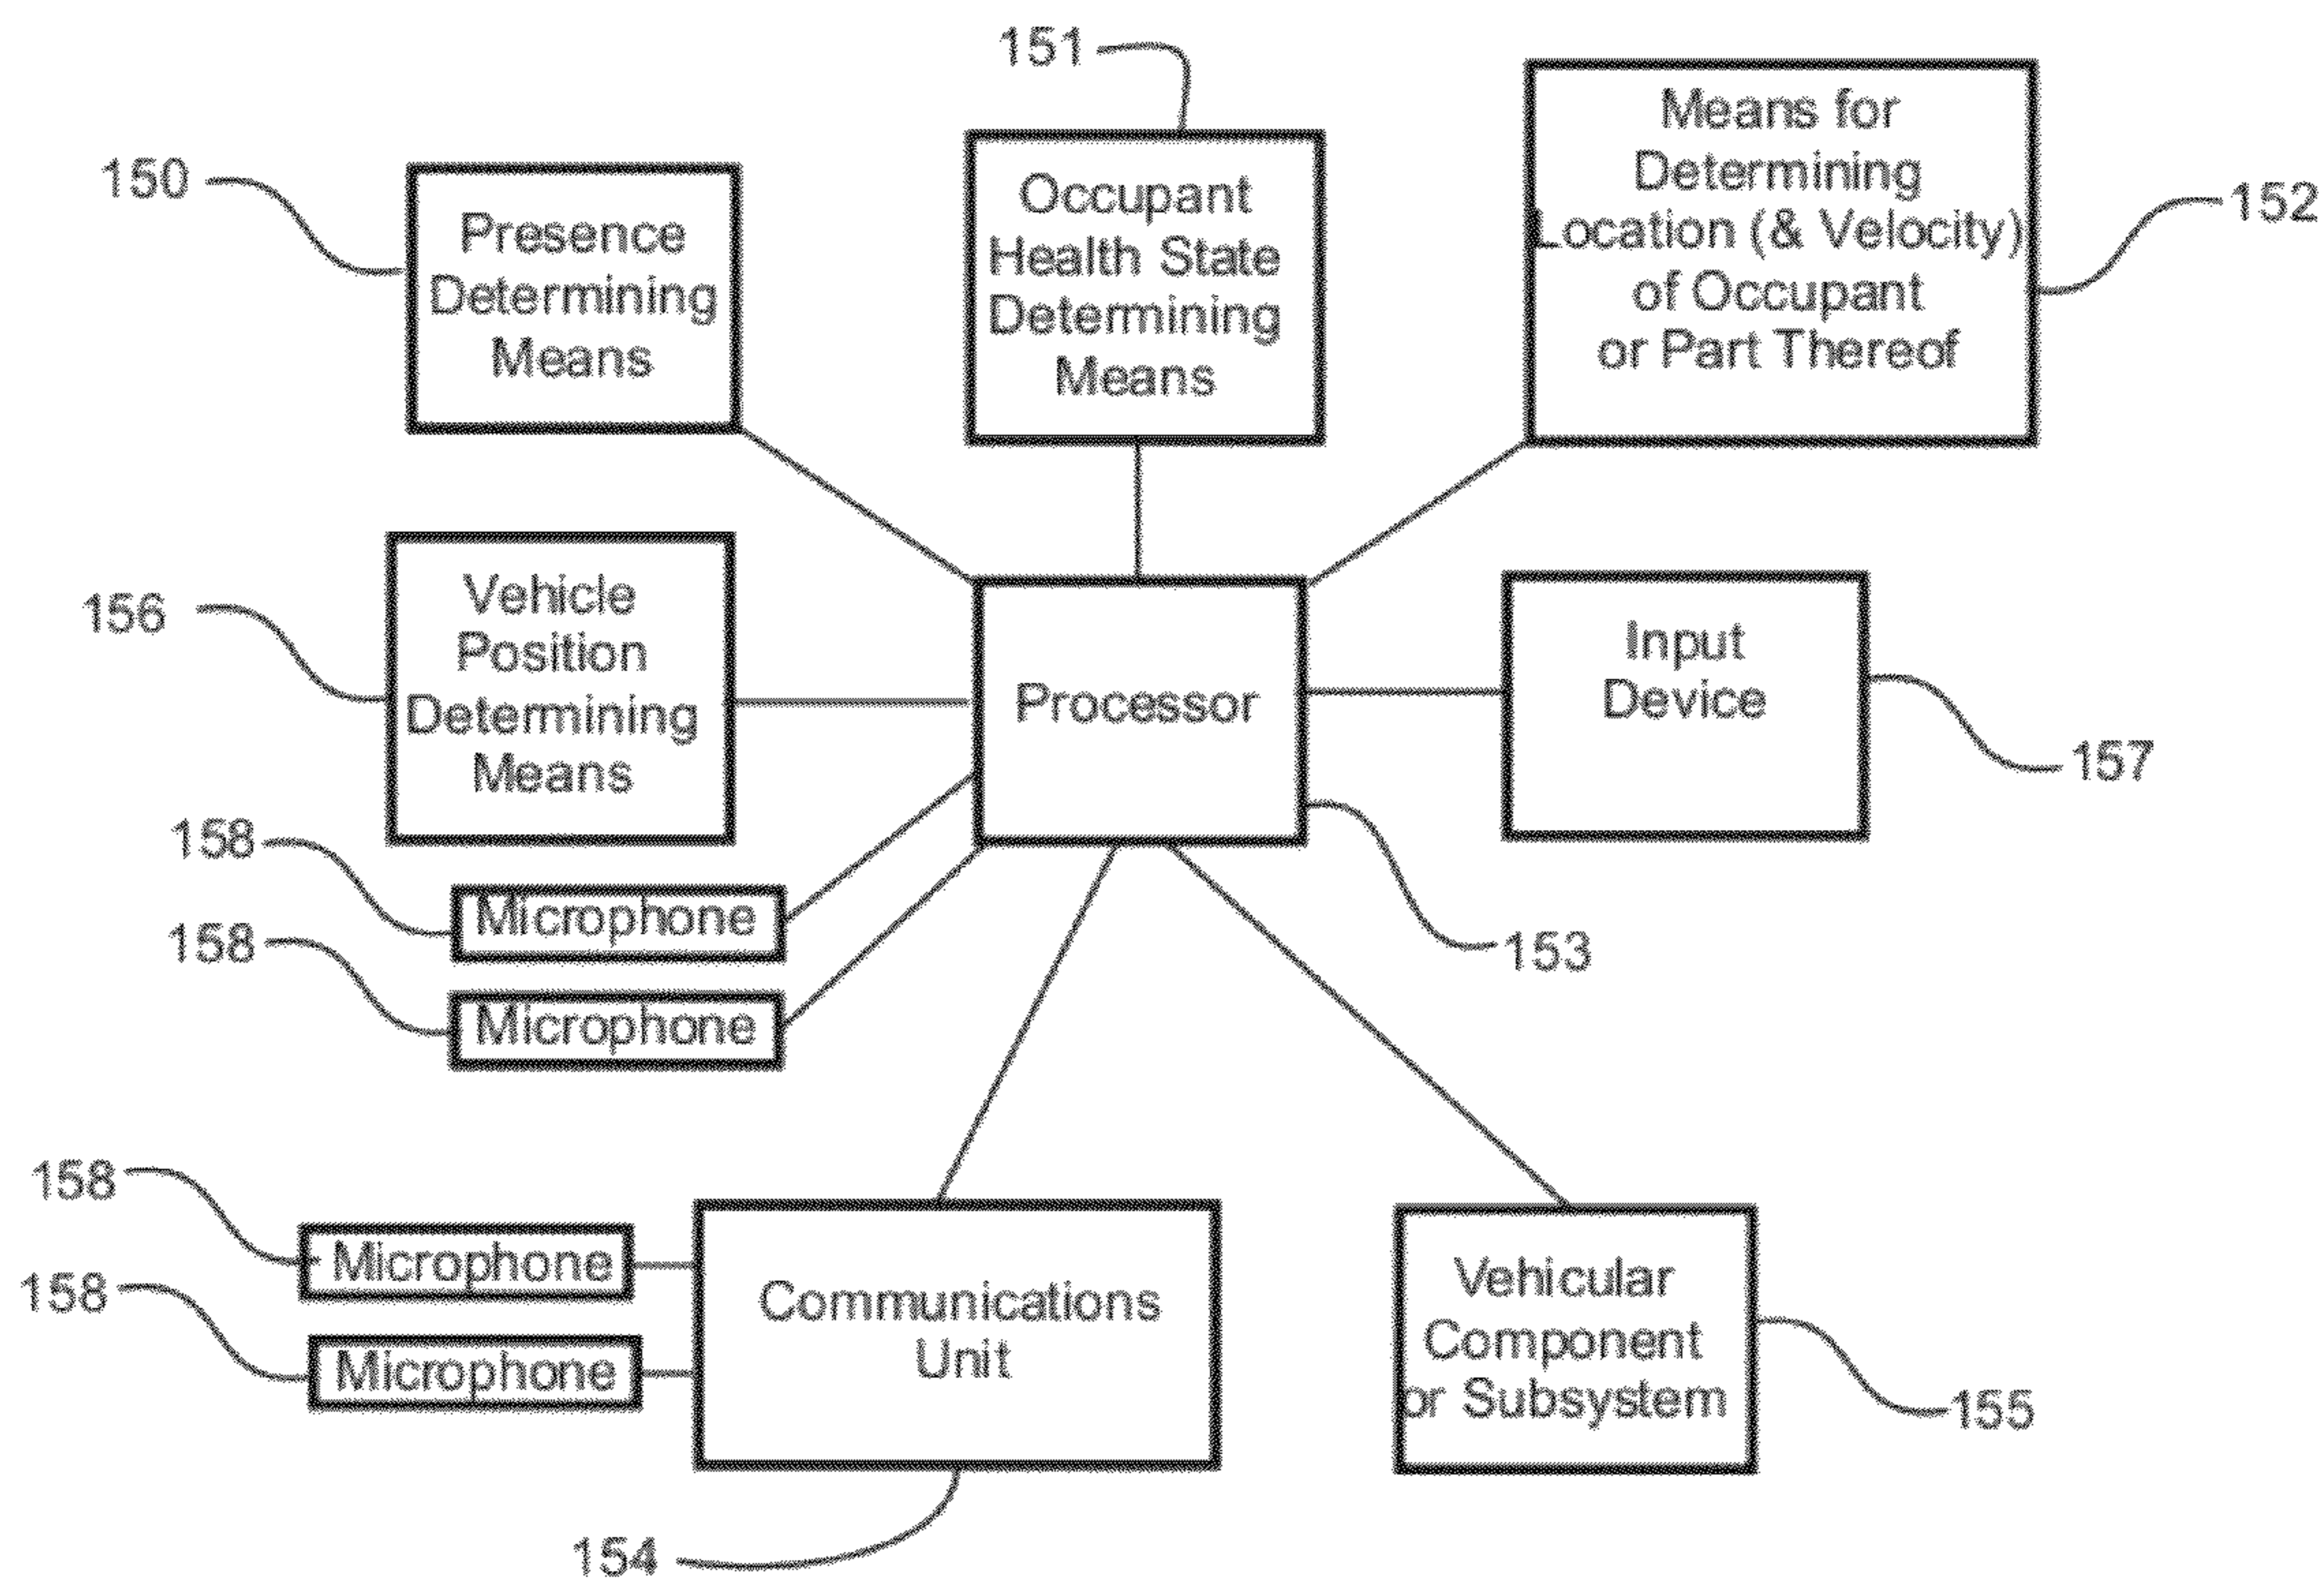 151
Means for
Determining
Location (& Velocity)
of Occupant
or Part Thereof
152
150
Presence
Determining
Means
Occupant
Health State
Determining
Means
156
Vehicle
Position
Determining
Means
Processor
Input
Device
157
158
Microphone
158
Microphone
153
158
Microphone
158
Microphone
Communications
Unit
Vehicular
Component
or Subsystem
155
154